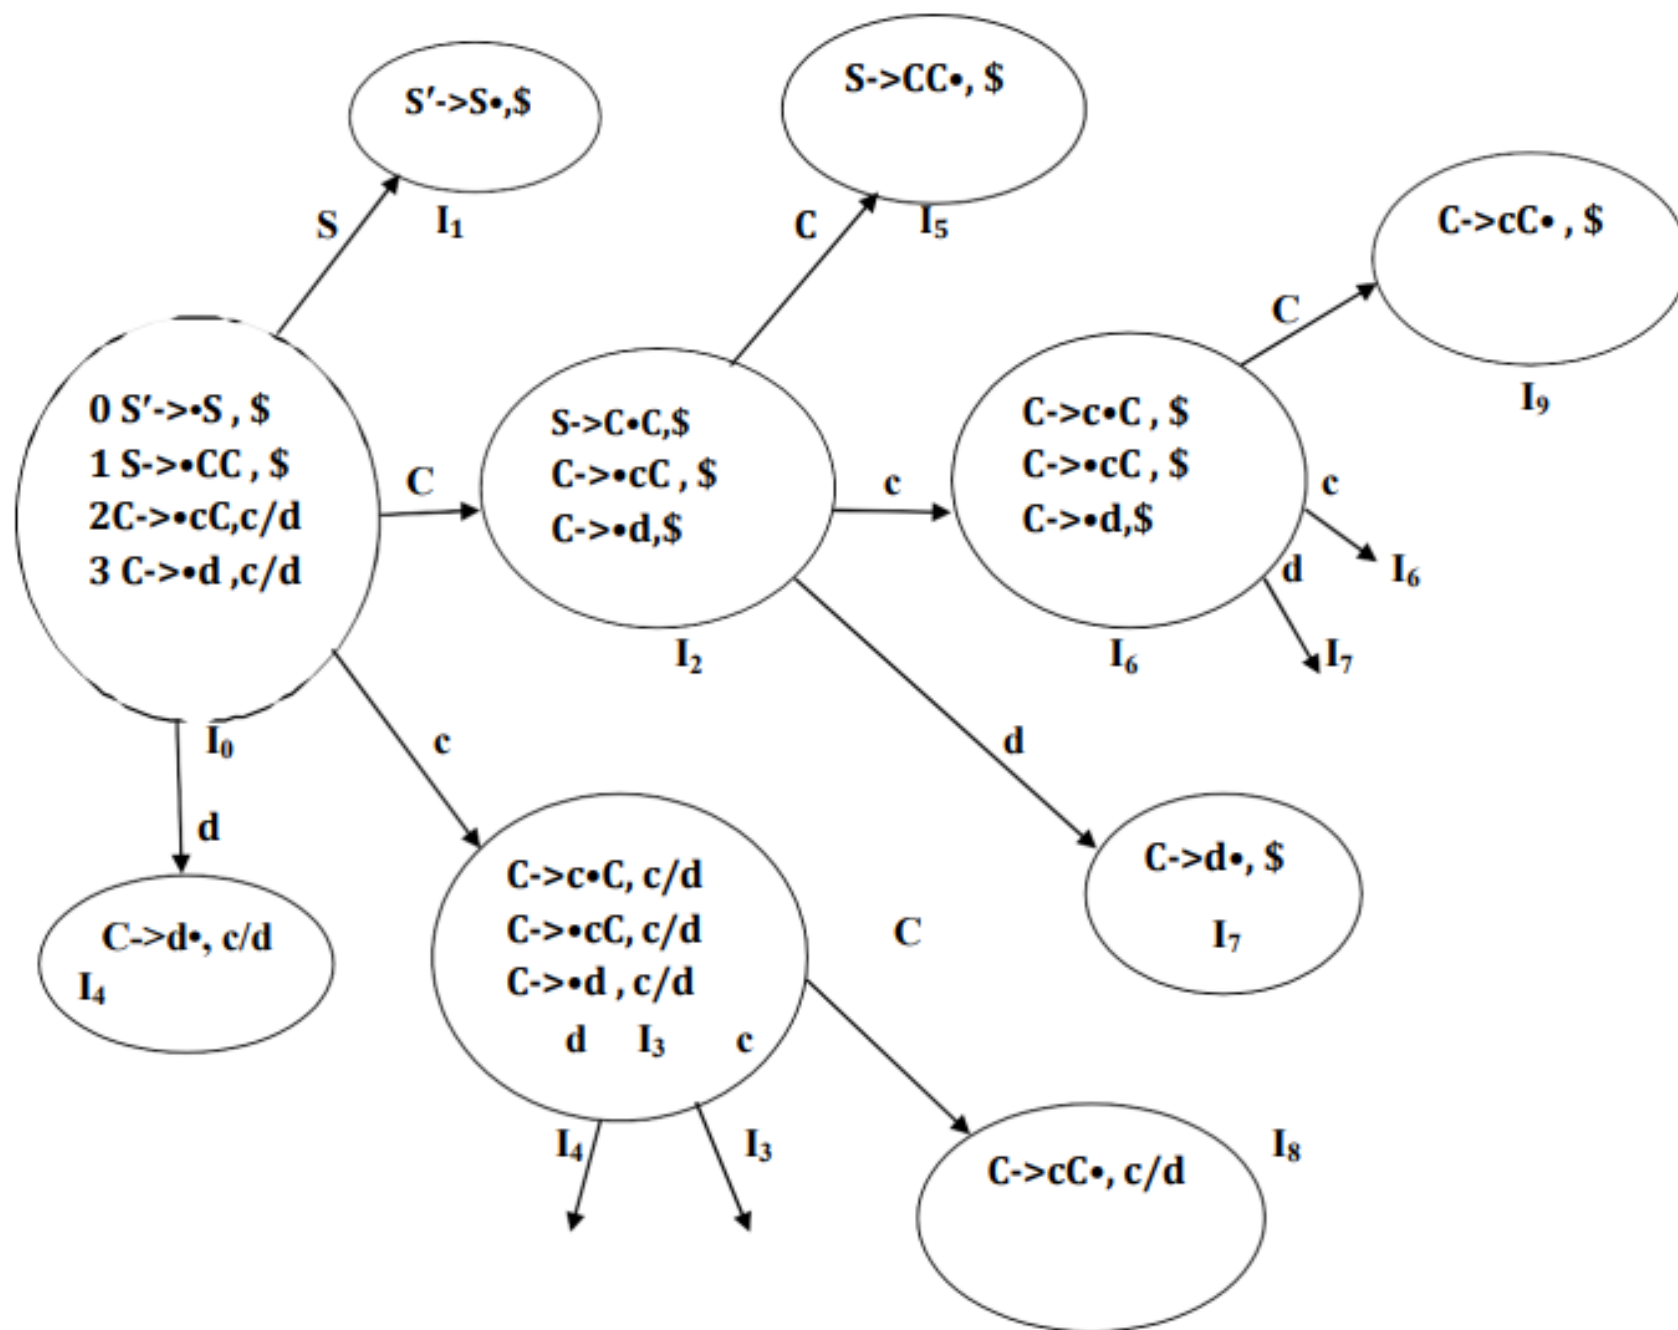 S'->S•,$
I₁
S
S->CC•, $
I₅
C
C->cC• , $
I₉
C
0 S'->•S , $
1 S->•CC , $
2C->•cC,c/d
3 C->•d ,c/d
I₀
C
S->C•C,$
C->•cC , $
C->•d,$
I₂
c
C->c•C , $
C->•cC , $
C->•d,$
I₆
c
I₆
d
I₇
d
C->d•, c/d
I₄
c
C->c•C, c/d
C->•cC, c/d
C->•d , c/d
d I₃ c
I₄
I₃
C
d
C->d•, $
I₇
C->cC•, c/d
I₈